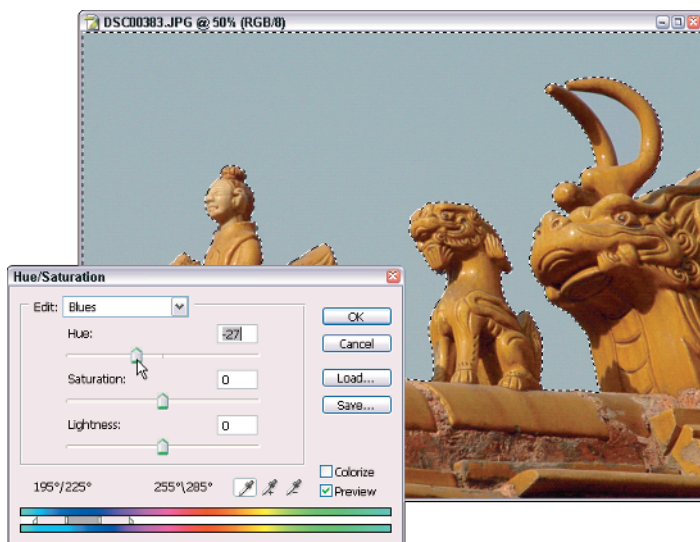 DSC00383.JPG @ 50% (RGB/8)
Hue/Saturation
Edit: Blues
OK
Hue: -27
Cancel
Saturation: 0
Load...
Save...
Lightness: 0
Colorize
195°/225° 255°\285°
Preview